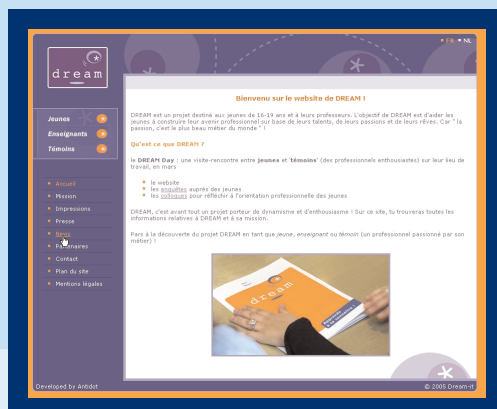 FR NL
dream
Bienvenu sur le website de DREAM !
Jeunes
Enseignants
Témoins
DREAM est un projet destiné aux jeunes de 16-19 ans et à leurs professeurs. L'objectif de DREAM est d'aider les
jeunes à construire leur avenir professionnel sur base de leurs talents, de leurs passions et de leurs rêves. Car " la
passion, c'est le plus beau métier du monde " !
Qu'est ce que DREAM ?
le DREAM Day : une visite-rencontre entre jeunes et 'témoins' (des professionnels enthousiastes) sur leur lieu de
travail, en mars
le website
les enquêtes auprès des jeunes
les colloques pour réfléchir à l'orientation professionnelle des jeunes
DREAM, c'est avant tout un projet porteur de dynamisme et d'enthousiasme ! Sur ce site, tu trouveras toutes les
informations relatives à DREAM et à sa mission.
Pars à la découverte du projet DREAM en tant que jeune, enseignant ou témoin (un professionnel passionné par son
métier) !
Accueil
Mission
Impressions
Presse
News
Partenaires
Contact
Plan du site
Mentions légales
dream
Developed by Antidot
© 2005 Dream-it